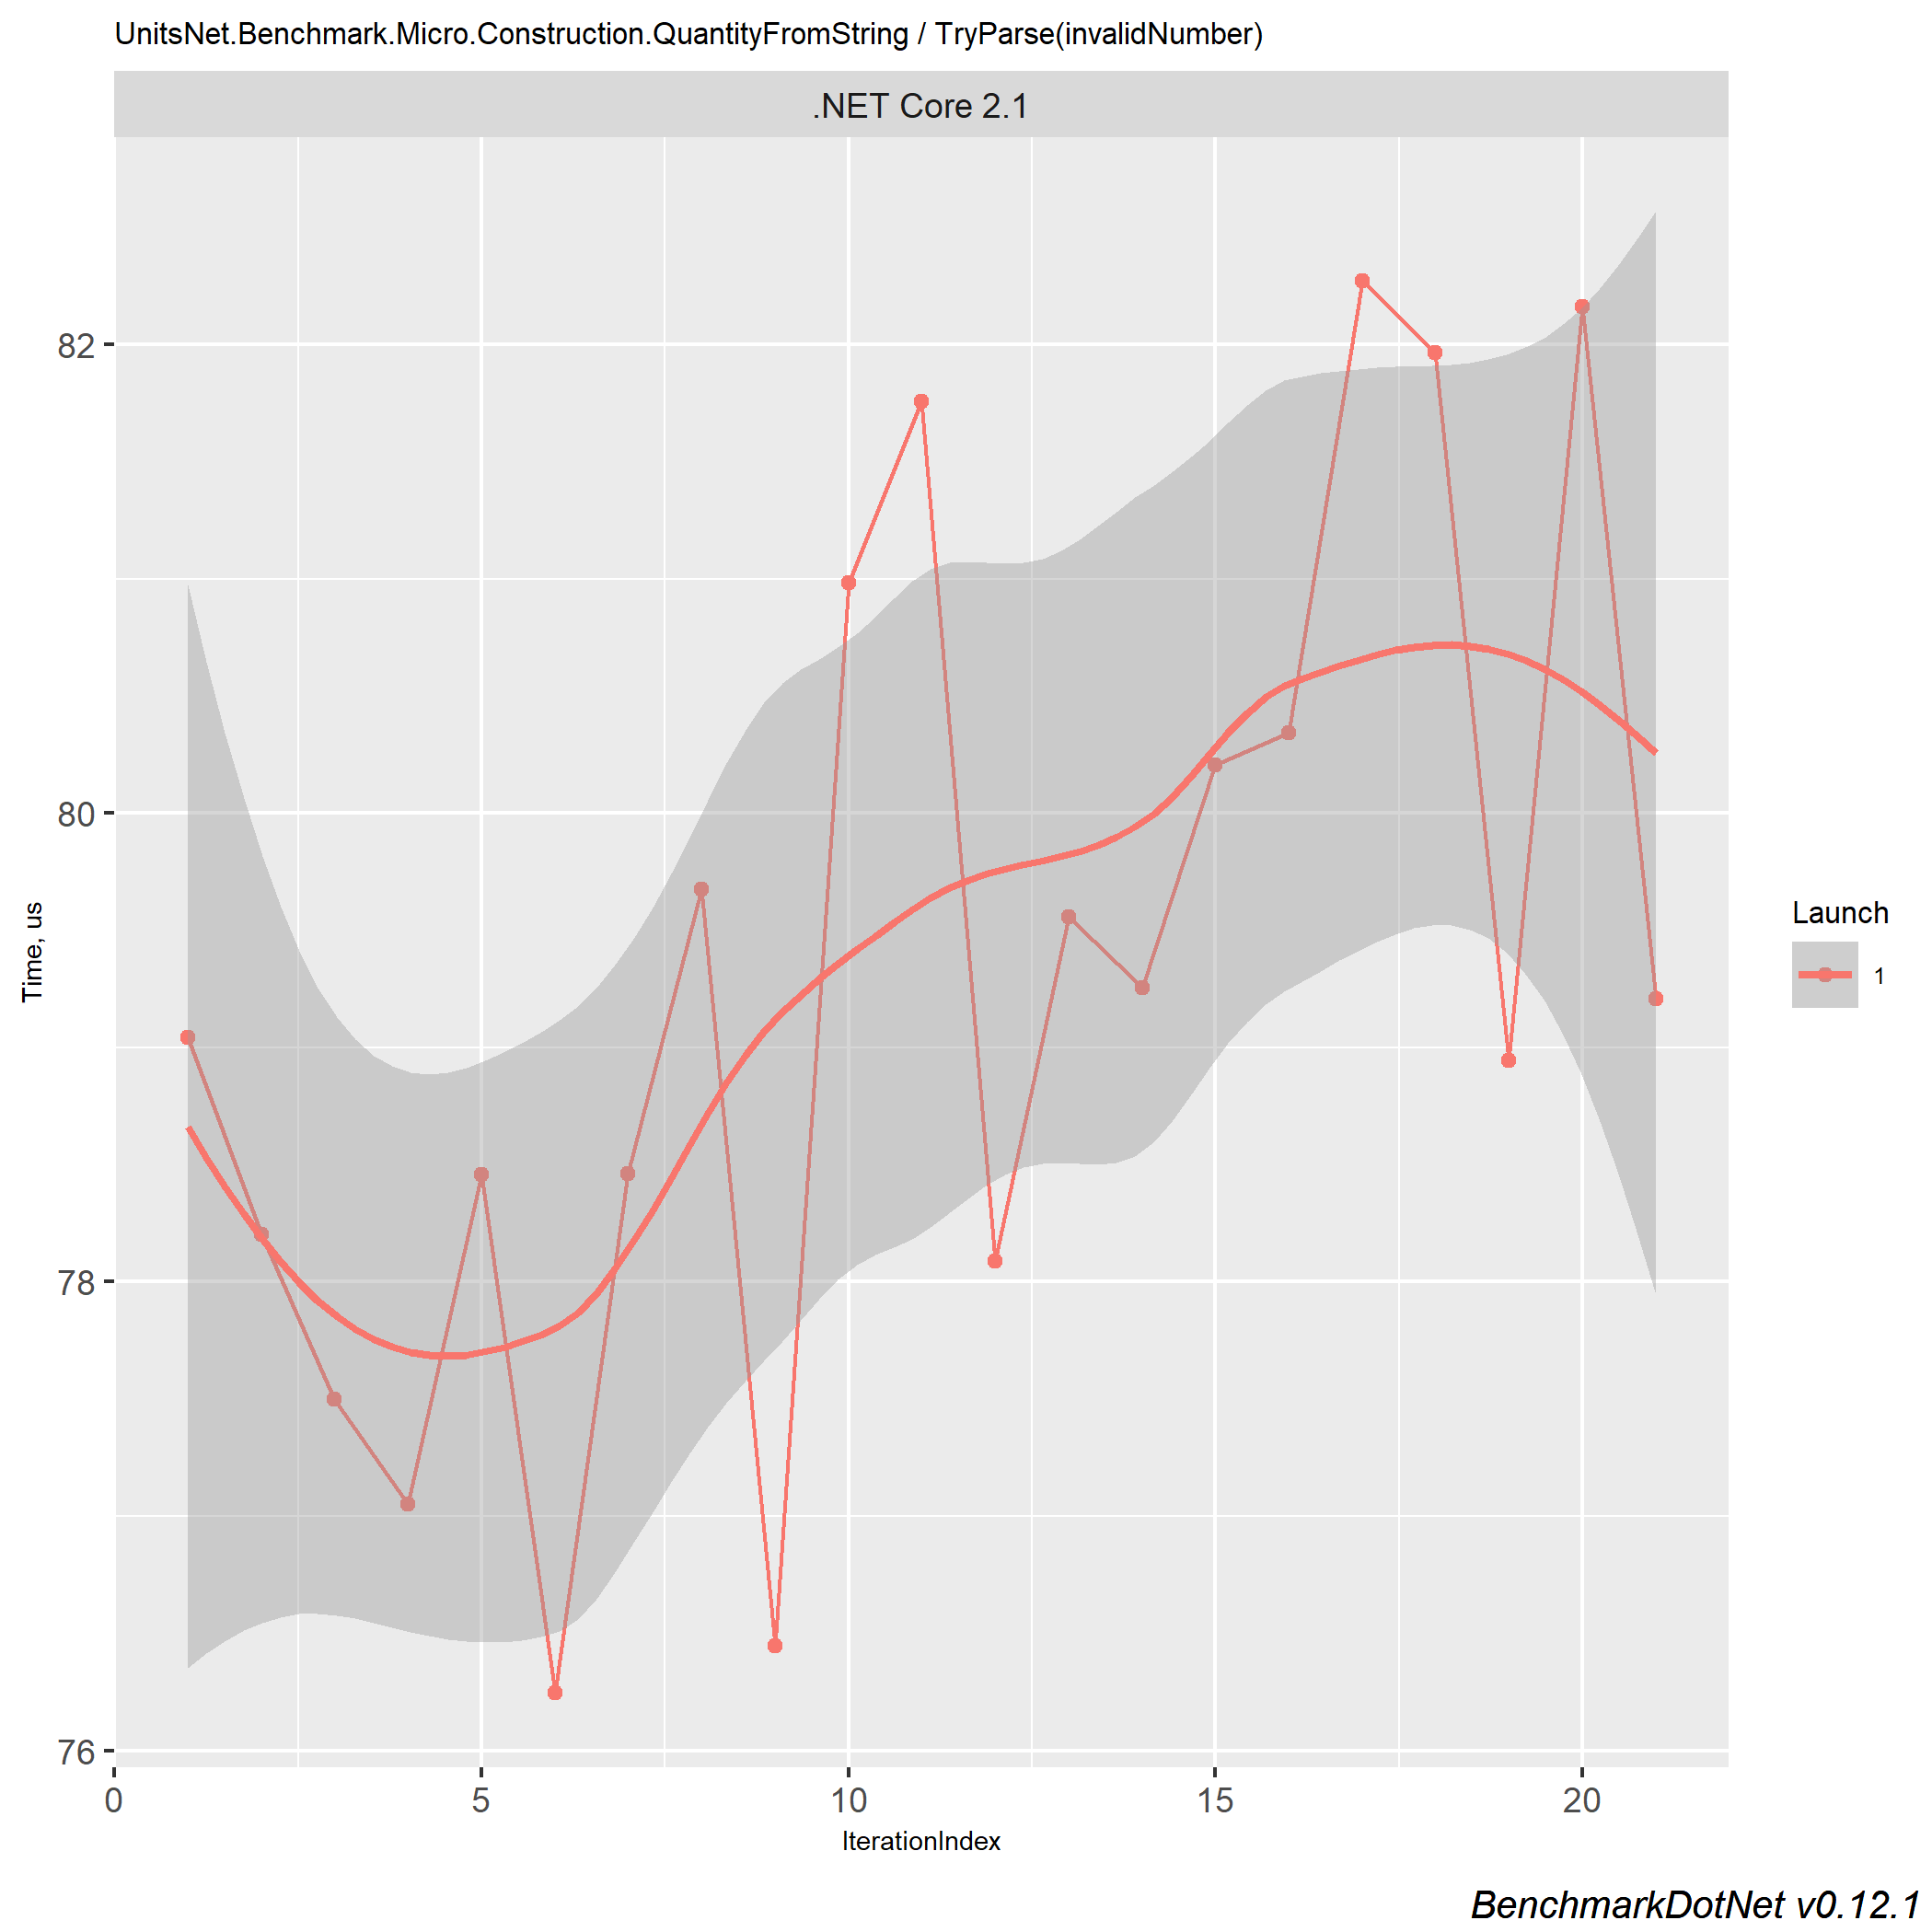 UnitsNet.Benchmark.Micro.Construction.QuantityFromString / TryParse(invalidNumber)
.NET Core 2.1
82
80
78
76
Time, us
0 5 10 15 20
IterationIndex
Launch
1
BenchmarkDotNet v0.12.1